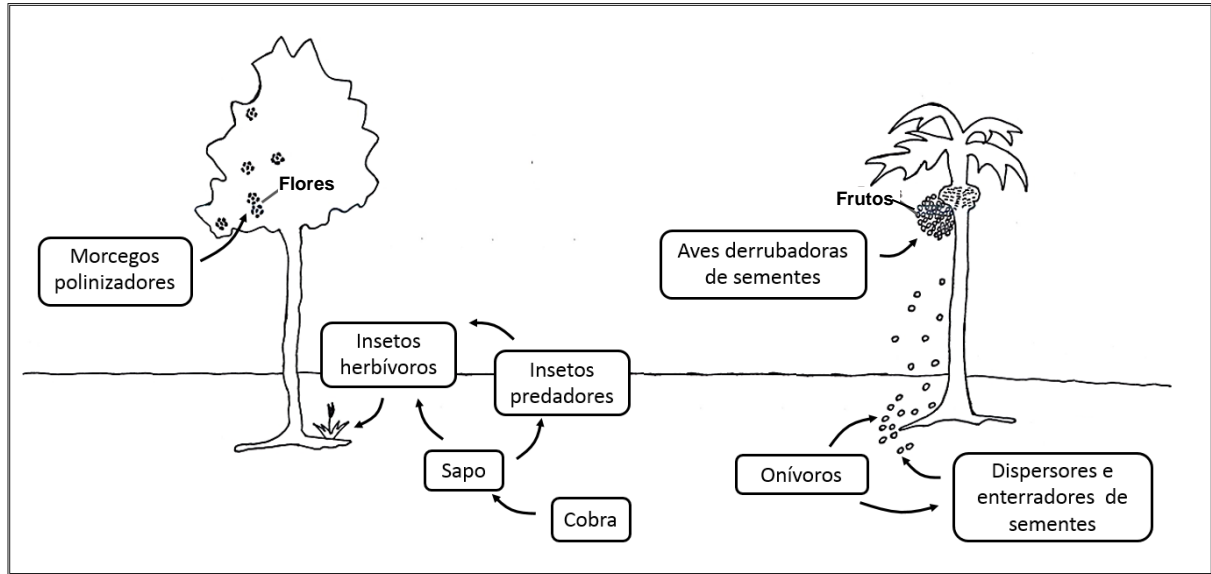 Flores
Morcegos
polinizadores
Frutos
Aves derrubadoras
de sementes
Insetos
herbívoros
Insetos
predadores
Sapo
Cobra
Onívoros
Dispersores e
enterradores de
sementes